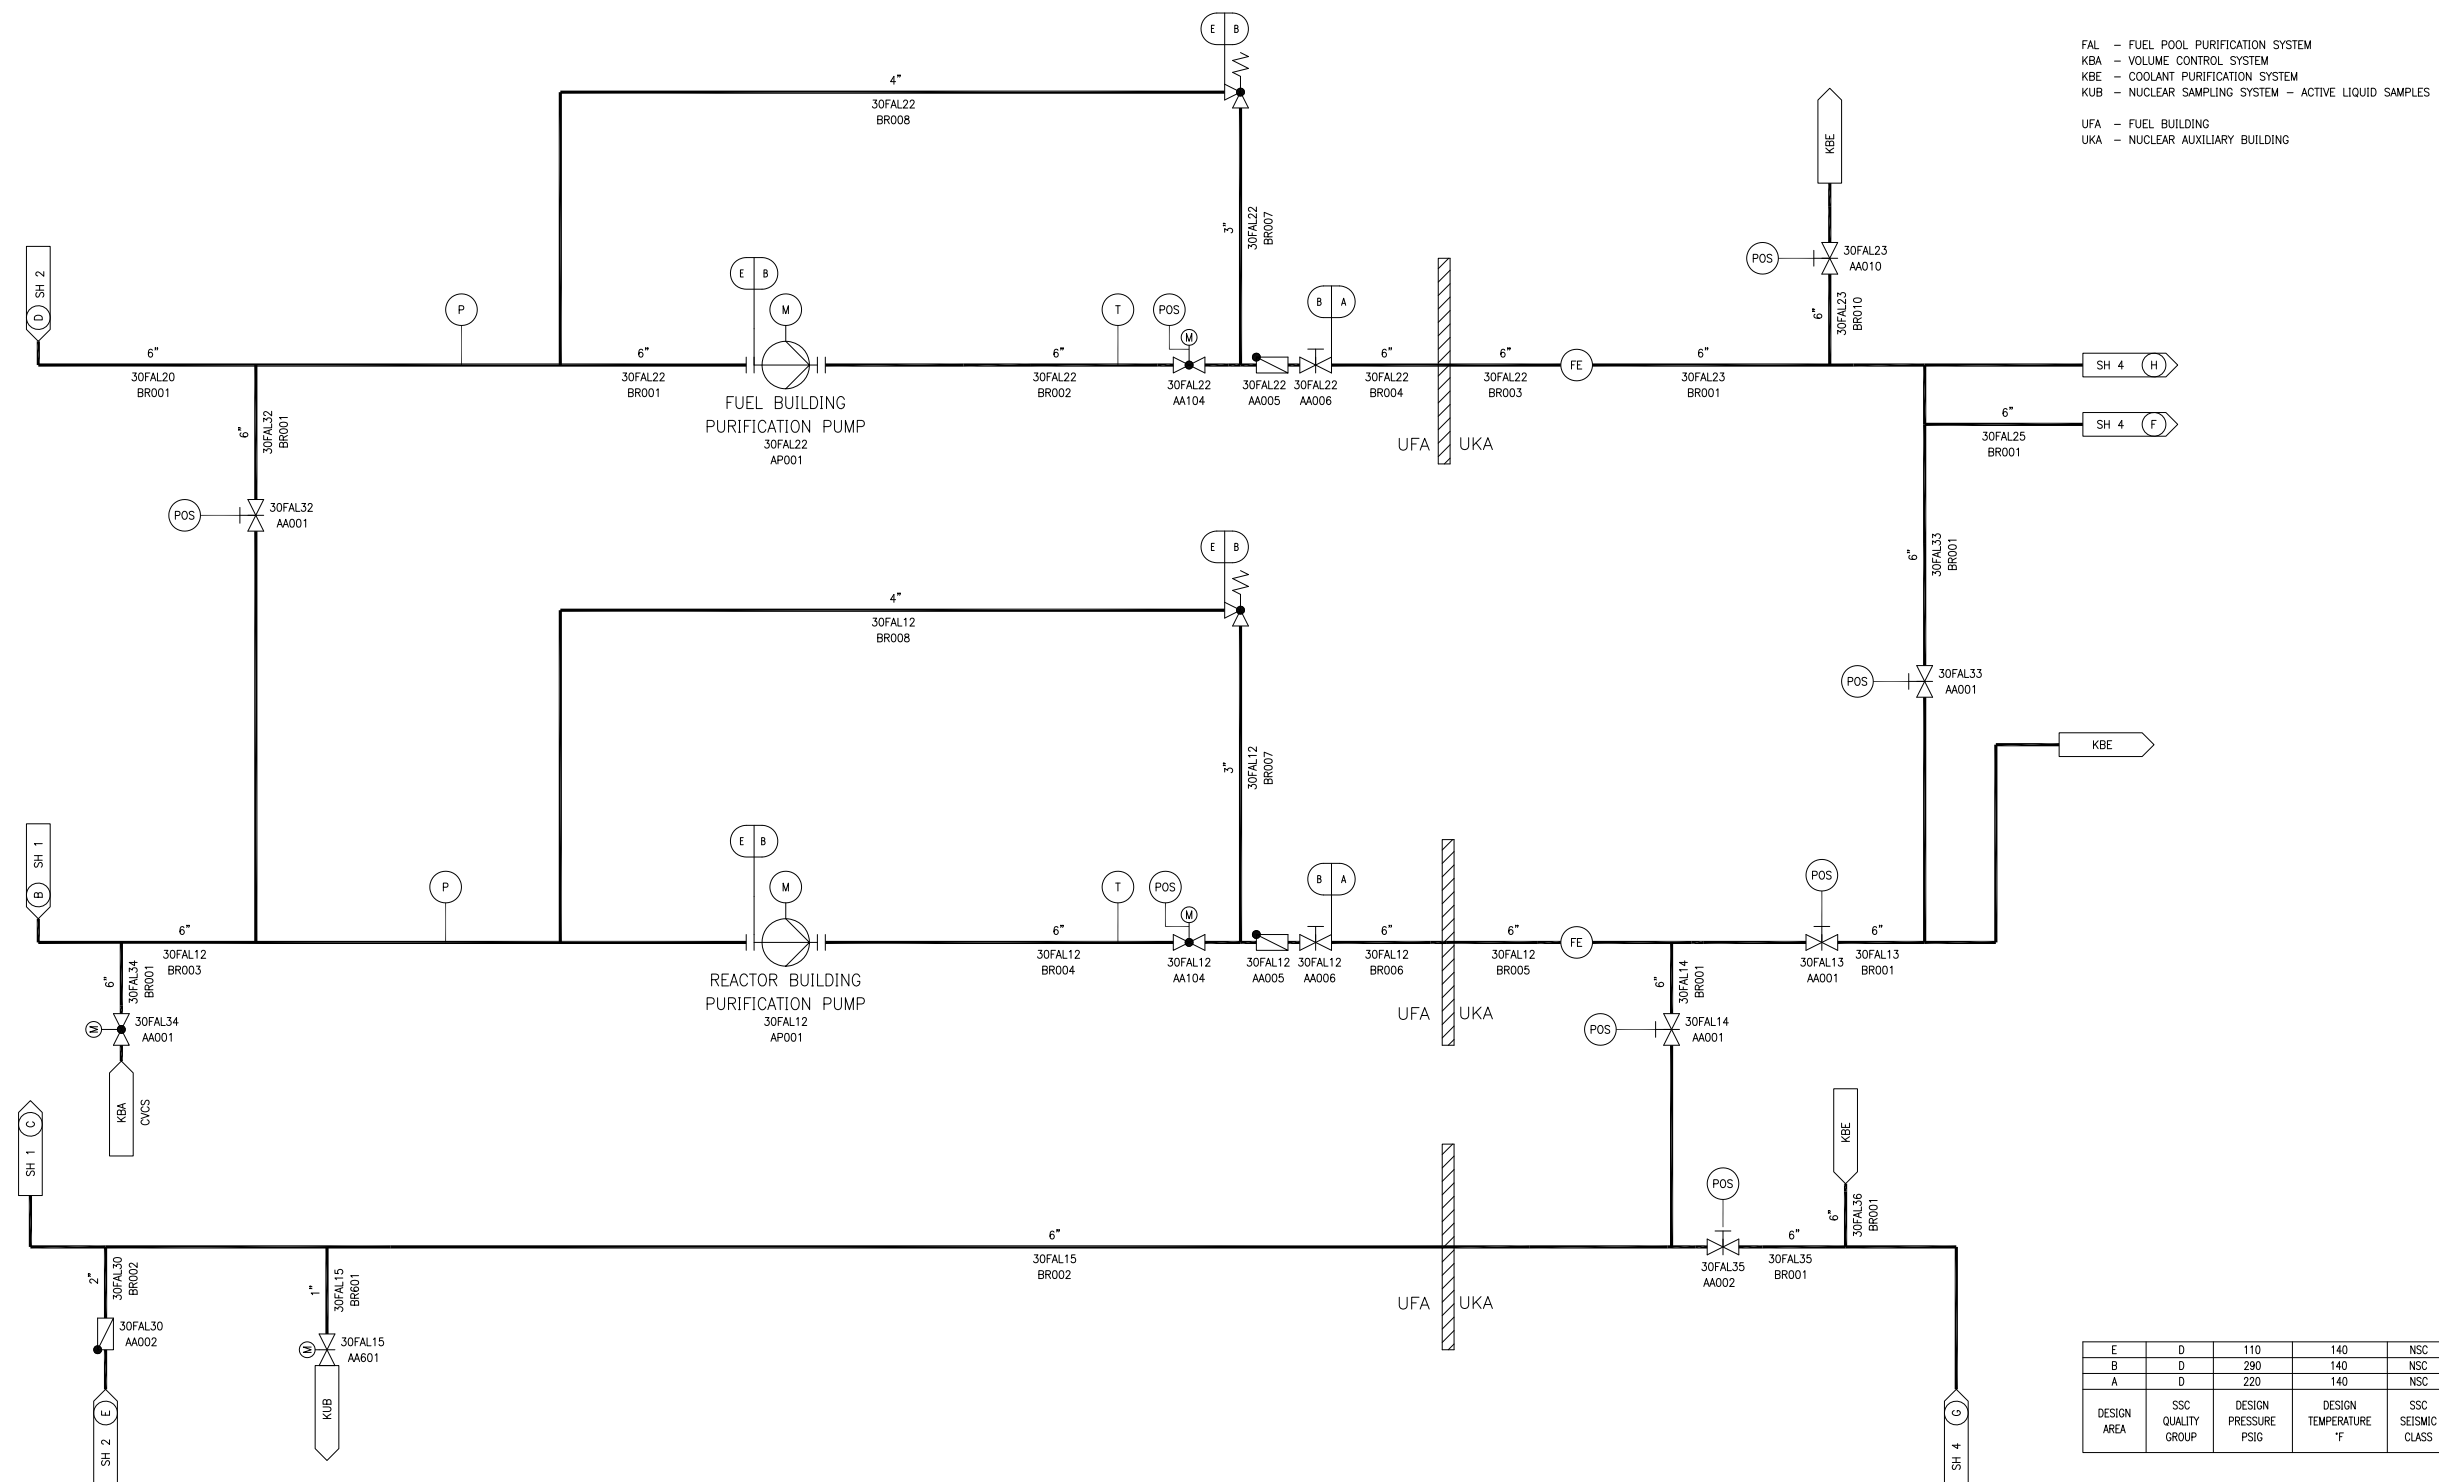 E B
FAL – FUEL POOL PURIFICATION SYSTEM
KBA – VOLUME CONTROL SYSTEM
KBE – COOLANT PURIFICATION SYSTEM
KUB – NUCLEAR SAMPLING SYSTEM – ACTIVE LIQUID SAMPLES
UFA – FUEL BUILDING
UKA – NUCLEAR AUXILIARY BUILDING
4"
30FAL22
BR008
KBE
3"
30FAL22
BR007
POS
30FAL23
AA010
6"
30FAL23
BR010
SH 2
D
P
E B
M
T
POS
M
B A
6"
30FAL20
BR001
6"
30FAL22
BR001
6"
30FAL22
BR002
30FAL22
AA104
30FAL22
AA005
30FAL22
AA006
6"
30FAL22
BR004
6"
30FAL22
BR003
FE
6"
30FAL23
BR001
SH 4 H
FUEL BUILDING
PURIFICATION PUMP
30FAL22
AP001
UFA
UKA
6"
30FAL25
BR001
SH 4 F
6"
30FAL32
BR001
POS
30FAL32
AA001
E B
4"
30FAL12
BR008
6"
30FAL33
BR001
POS
30FAL33
AA001
3"
30FAL12
BR007
KBE
SH 1
B
P
E B
M
T
POS
M
B A
POS
6"
30FAL12
BR003
6"
30FAL12
BR004
30FAL12
AA104
30FAL12
AA005
30FAL12
AA006
6"
30FAL12
BR006
6"
30FAL12
BR005
FE
30FAL13
AA001
6"
30FAL13
BR001
REACTOR BUILDING
PURIFICATION PUMP
30FAL12
AP001
UFA
UKA
6"
30FAL34
BR001
M
30FAL34
AA001
KBA
CVCS
6"
30FAL14
BR001
POS
30FAL14
AA001
SH 1
C
KBE
POS
6"
30FAL36
BR001
6"
30FAL15
BR002
30FAL35
AA002
6"
30FAL35
BR001
UFA
UKA
2"
30FAL30
BR002
30FAL30
AA002
E
SH 2
1"
30FAL15
BR601
M
30FAL15
AA601
KUB
G
SH 4
E D 110 140 NSC
B D 290 140 NSC
A D 220 140 NSC
DESIGN AREA
SSC QUALITY GROUP
DESIGN PRESSURE PSIG
DESIGN TEMPERATURE °F
SSC SEISMIC CLASS